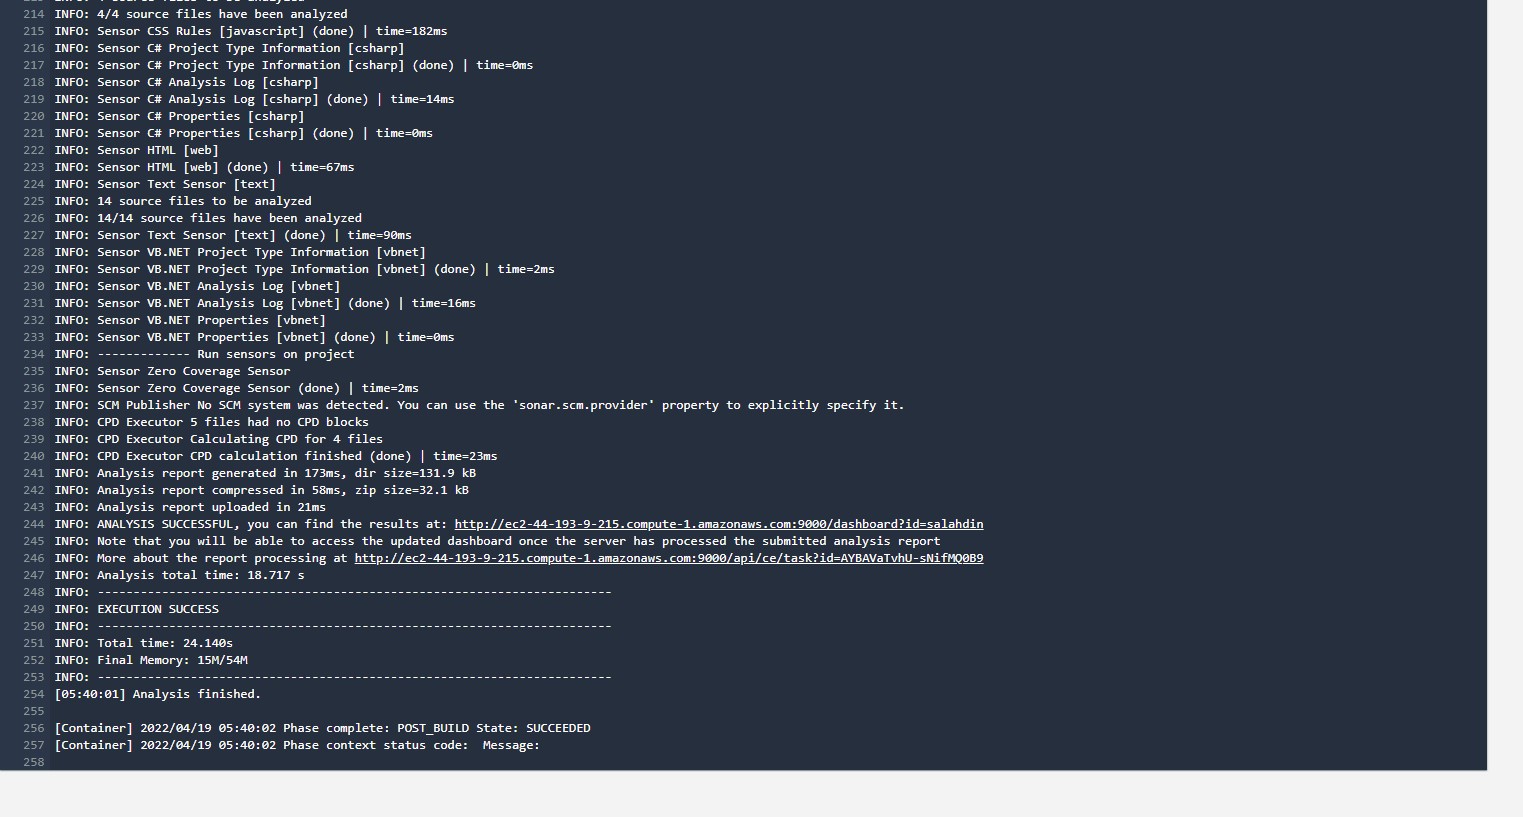 214 INFO: 4/4 source files have been analyzed
215 INFO: Sensor CSS Rules [javascript] (done) | time=182ms
216 INFO: Sensor C# Project Type Information [csharp]
217 INFO: Sensor C# Project Type Information [csharp] (done) | time=0ms
218 INFO: Sensor C# Analysis Log [csharp]
219 INFO: Sensor C# Analysis Log [csharp] (done) | time=14ms
220 INFO: Sensor C# Properties [csharp]
221 INFO: Sensor C# Properties [csharp] (done) | time=0ms
222 INFO: Sensor HTML [web]
223 INFO: Sensor HTML [web] (done) | time=67ms
224 INFO: Sensor Text Sensor [text]
225 INFO: 14 source files to be analyzed
226 INFO: 14/14 source files have been analyzed
227 INFO: Sensor Text Sensor [text] (done) | time=90ms
228 INFO: Sensor VB.NET Project Type Information [vbnet]
229 INFO: Sensor VB.NET Project Type Information [vbnet] (done) | time=2ms
230 INFO: Sensor VB.NET Analysis Log [vbnet]
231 INFO: Sensor VB.NET Analysis Log [vbnet] (done) | time=16ms
232 INFO: Sensor VB.NET Properties [vbnet]
233 INFO: Sensor VB.NET Properties [vbnet] (done) | time=0ms
234 INFO: ------------- Run sensors on project
235 INFO: Sensor Zero Coverage Sensor
236 INFO: Sensor Zero Coverage Sensor (done) | time=2ms
237 INFO: SCM Publisher No SCM system was detected. You can use the 'sonar.scm.provider' property to explicitly specify it.
238 INFO: CPD Executor 5 files had no CPD blocks
239 INFO: CPD Executor Calculating CPD for 4 files
240 INFO: CPD Executor CPD calculation finished (done) | time=23ms
241 INFO: Analysis report generated in 173ms, dir size=131.9 kB
242 INFO: Analysis report compressed in 58ms, zip size=32.1 kB
243 INFO: Analysis report uploaded in 21ms
244 INFO: ANALYSIS SUCCESSFUL, you can find the results at: http://ec2-44-193-9-215.compute-1.amazonaws.com:9000/dashboard?id=salahdin
245 INFO: Note that you will be able to access the updated dashboard once the server has processed the submitted analysis report
246 INFO: More about the report processing at http://ec2-44-193-9-215.compute-1.amazonaws.com:9000/api/ce/task?id=AYBAVaTvhU-sNifMQ0B9
247 INFO: Analysis total time: 18.717 s
248 INFO: ------------------------------------------------------------------------
249 INFO: EXECUTION SUCCESS
250 INFO: ------------------------------------------------------------------------
251 INFO: Total time: 24.140s
252 INFO: Final Memory: 15M/54M
253 INFO: ------------------------------------------------------------------------
254 [05:40:01] Analysis finished.
255
256 [Container] 2022/04/19 05:40:02 Phase complete: POST_BUILD State: SUCCEEDED
257 [Container] 2022/04/19 05:40:02 Phase context status code:  Message:
258